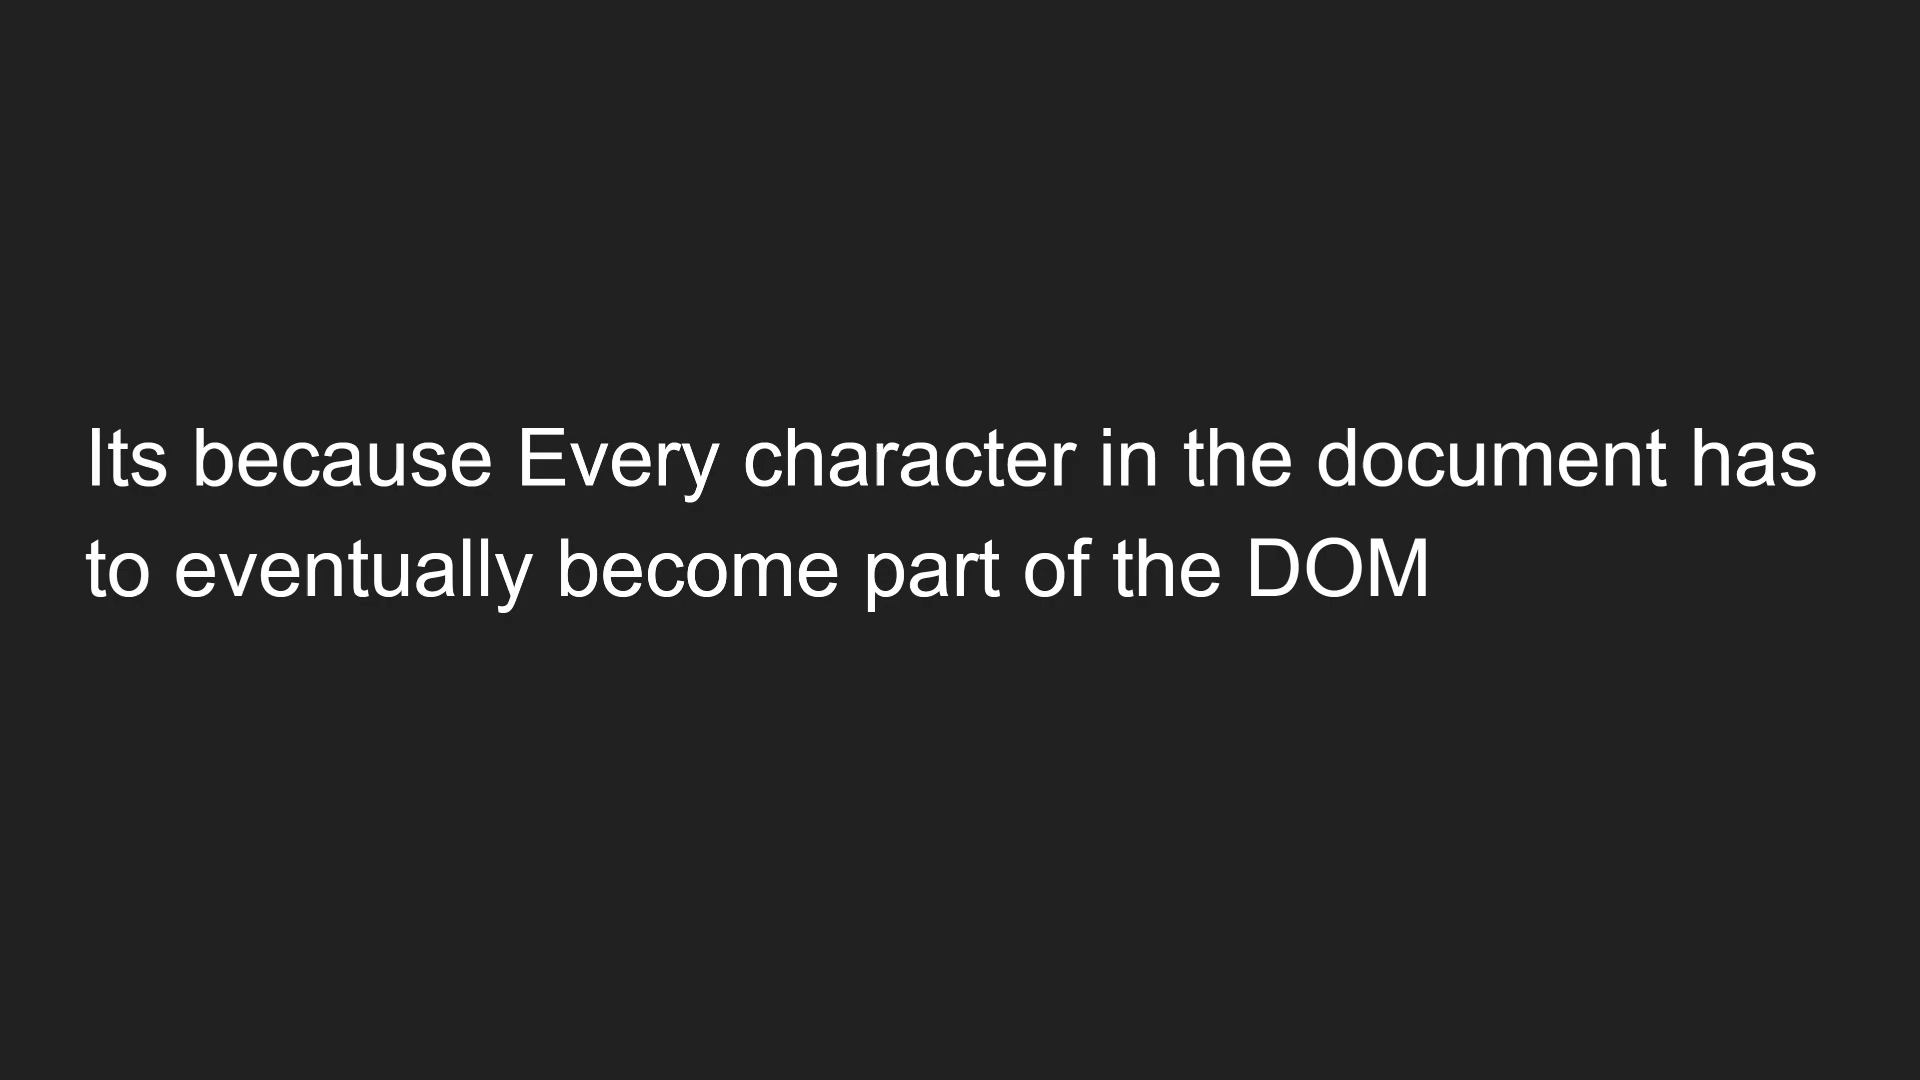 Its because Every character in the document has
to eventually become part of the DOM